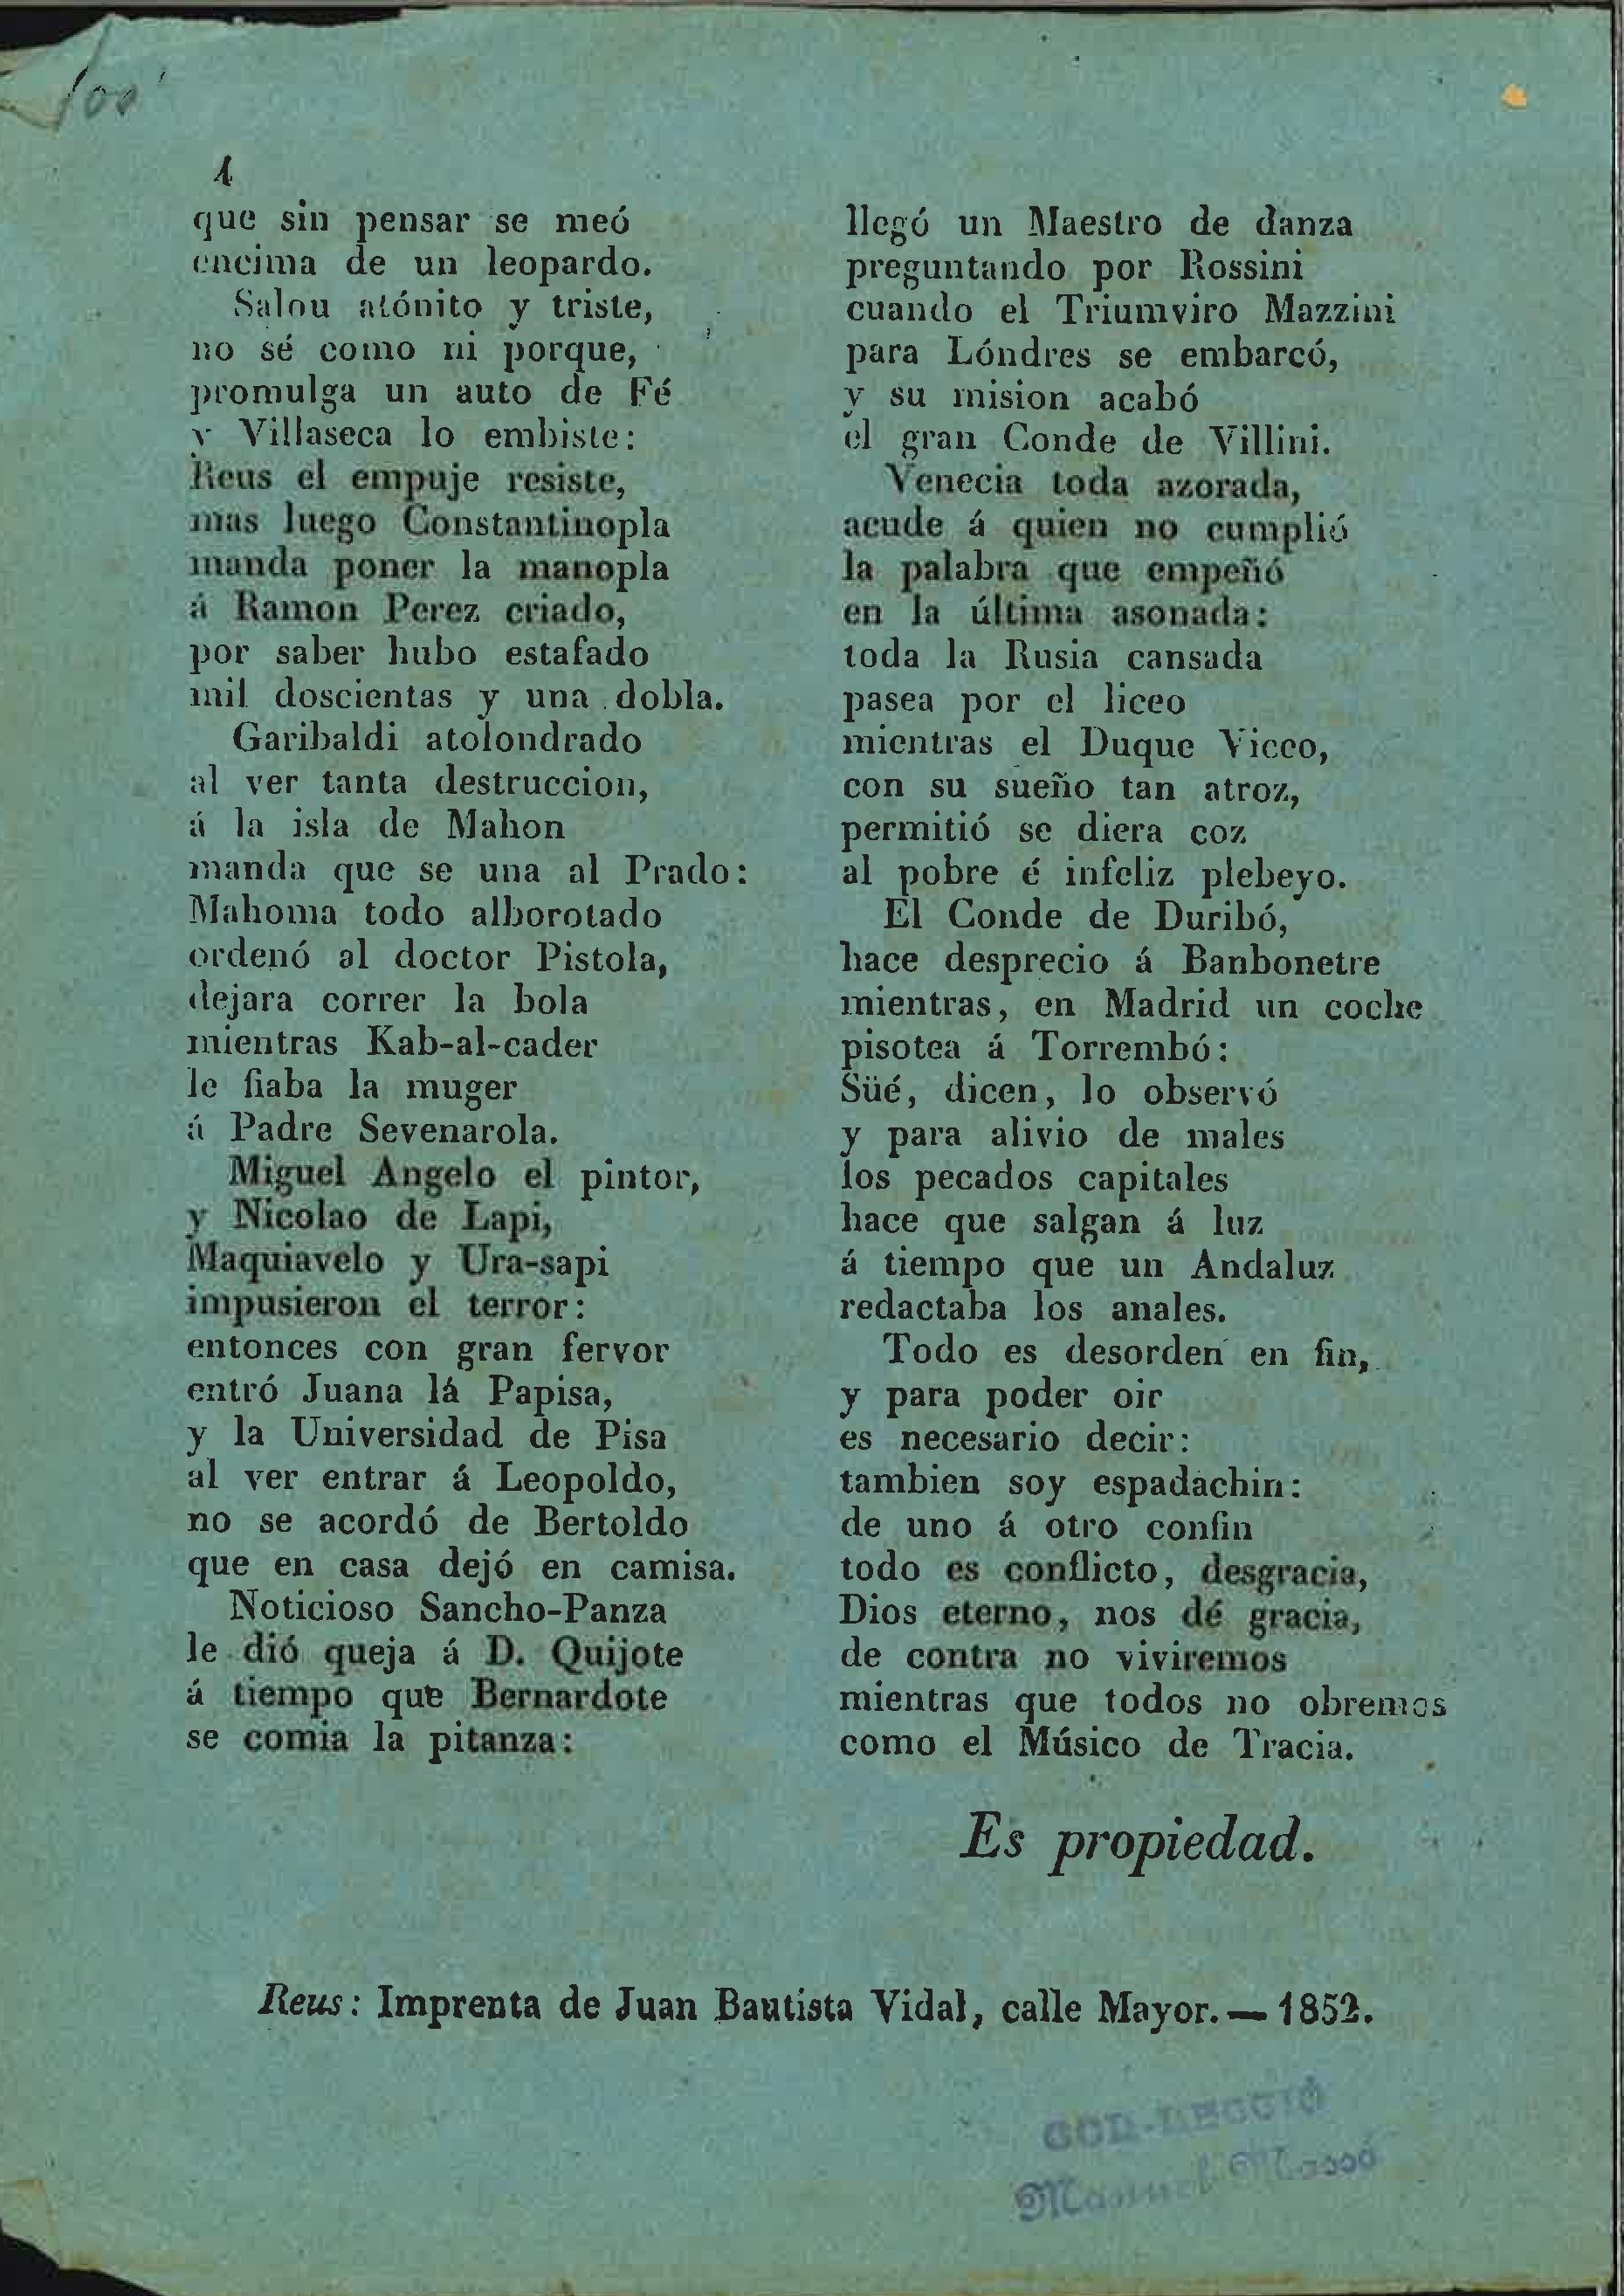 100
4
que sin pensar se meó
encima de un leopardo.
Salou atónito y triste,
no sé como ni porque,
promulga un auto de Fé
y Villaseca lo embiste:
Reus el empuje resiste,
mas luego Constantinopla
manda poner la manopla
á Ramon Perez criado,
por saber hubo estafado
mil doscientas y una dobla.
Garibaldi atolondrado
al ver tanta destruccion,
á la isla de Mahon
manda que se una al Prado:
Mahoma todo alborotado
ordenó al doctor Pistola,
dejara correr la bola
mientras Kab-al-cader
le fiaba la muger
á Padre Sevenarola.
Miguel Angelo el pintor,
y Nicolao de Lapi,
Maquiavelo y Ura-sapi
impusieron el terror:
entonces con gran fervor
entró Juana lá Papisa,
y la Universidad de Pisa
al ver entrar á Leopoldo,
no se acordó de Bertoldo
que en casa dejó en camisa.
Noticioso Sancho-Panza
le dió queja á D. Quijote
á tiempo que Bernardote
se comia la pitanza:
llegó un Maestro de danza
preguntando por Rossini
cuando el Triumviro Mazzini
para Lóndres se embarcó,
y su mision acabó
el gran Conde de Villini.
Venecia toda azorada,
acude á quien no cumplió
la palabra que empeñó
en la última asonada:
toda la Rusia cansada
pasea por el liceo
mientras el Duque Viceo,
con su sueño tan atroz,
permitió se diera coz
al pobre é infeliz plebeyo.
El Conde de Duribó,
hace desprecio á Banbonetre
mientras, en Madrid un coche
pisotea á Torrembó:
Süé, dicen, lo observó
y para alivio de males
los pecados capitales
hace que salgan á luz
á tiempo que un Andaluz
redactaba los anales.
Todo es desorden en fin,
y para poder oir
es necesario decir:
tambien soy espadachin:
de uno á otro confin
todo es conflicto, desgracia,
Dios eterno, nos dé gracia,
de contra no viviremos
mientras que todos no obremos
como el Músico de Tracia.
Es propiedad.
Reus: Imprenta de Juan Bautista Vidal, calle Mayor.—1852.
COL-LECCIÓ
Manuel Massó